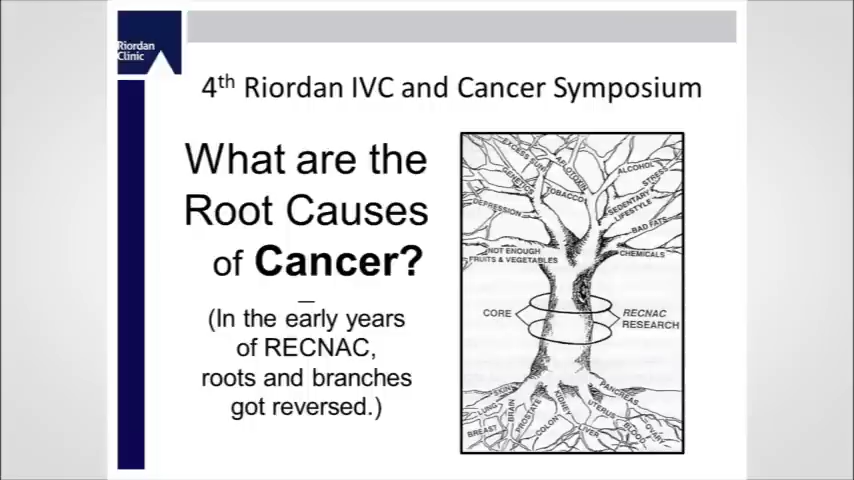 Riordan
Clinic
4th Riordan IVC and Cancer Symposium
What are the
Root Causes
of Cancer?
(In the early years
of RECNAC,
roots and branches
got reversed.)
EXCESS SUN
AFLOTOXIN
ALCOHOL
GENETICS
TOBACCO
STRESS
SEDENTARY
LIFESTYLE
DEPRESSION
BAD FATS
NOT ENOUGH
FRUITS & VEGETABLES
CHEMICALS
CORE
RECNAC
RESEARCH
SKIN
LUNG
BREAST
BRAIN
PROSTATE
COLON
KIDNEY
LIVER
UTERUS
PANCREAS
BLOOD
OVARY